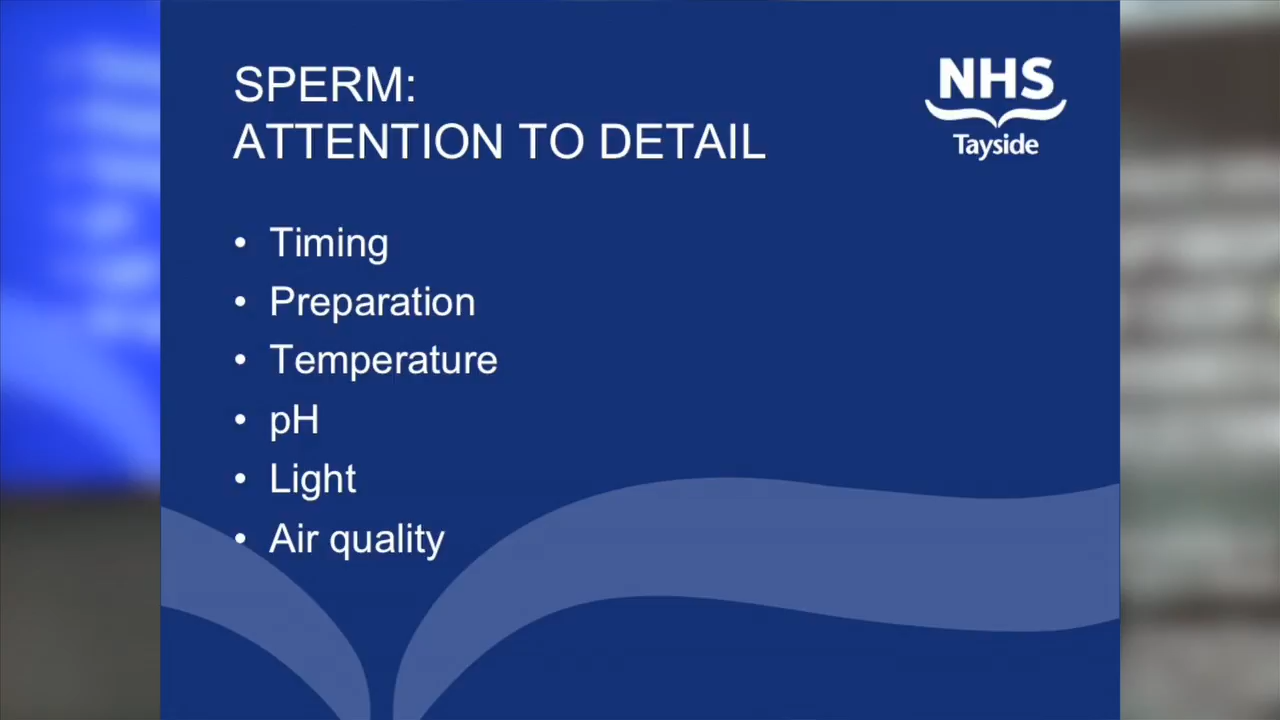 SPERM:
ATTENTION TO DETAIL
NHS
Tayside
• Timing
• Preparation
• Temperature
• pH
• Light
• Air quality